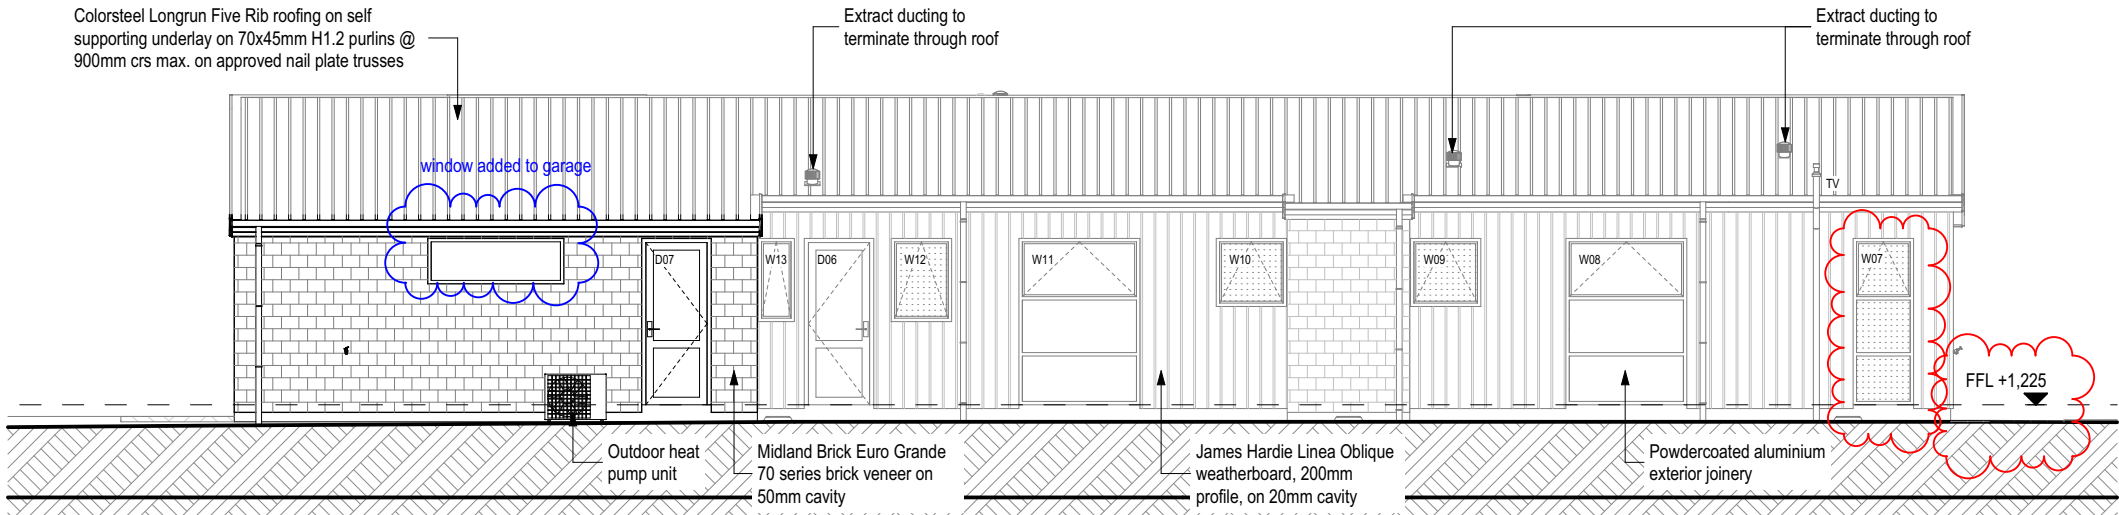 Colorsteel Longrun Five Rib roofing on self
supporting underlay on 70x45mm H1.2 purlins @
900mm crs max. on approved nail plate trusses
Extract ducting to
terminate through roof
Extract ducting to
terminate through roof
window added to garage
TV
D07
W13
D06
W12
W11
W10
W09
W08
W07
FFL +1,225
Outdoor heat
pump unit
Midland Brick Euro Grande
70 series brick veneer on
50mm cavity
James Hardie Linea Oblique
weatherboard, 200mm
profile, on 20mm cavity
Powdercoated aluminium
exterior joinery